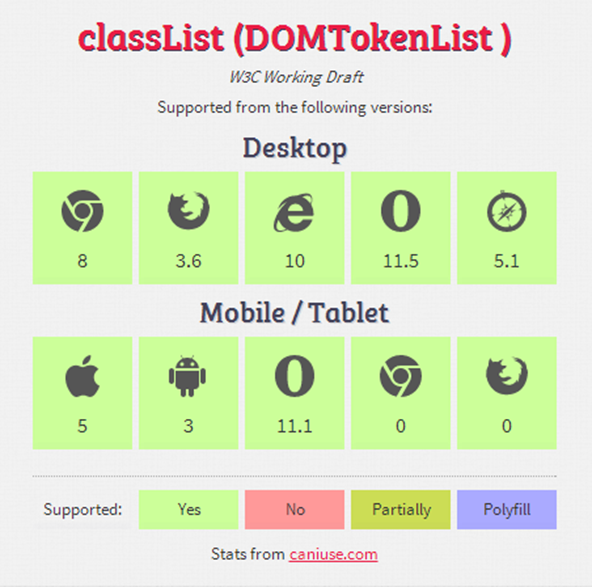 classList (DOMTokenList )
W3C Working Draft
Supported from the following versions:
Desktop
8 3.6 10 11.5 5.1
Mobile / Tablet
5 3 11.1 0 0
Supported: Yes No Partially Polyfill
Stats from caniuse.com